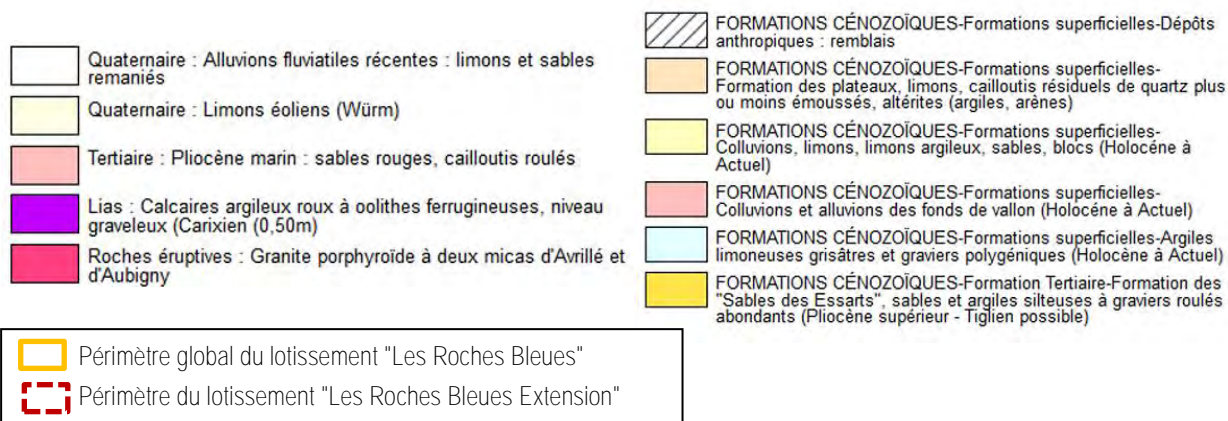 Quaternaire : Alluvions fluviatiles récentes : limons et sables
remaniés
Quaternaire : Limons éoliens (Würm)
Tertiaire : Pliocène marin : sables rouges, cailloutis roulés
Lias : Calcaires argileux roux à oolithes ferrugineuses, niveau
graveleux (Carixien (0,50m)
Roches éruptives : Granite porphyroïde à deux micas d'Avrillé et
d'Aubigny
FORMATIONS CÉNOZOÏQUES-Formations superficielles-Dépôts
anthropiques : remblais
FORMATIONS CÉNOZOÏQUES-Formations superficielles-
Formation des plateaux, limons, cailloutis résiduels de quartz plus
ou moins émoussés, altérites (argiles, arènes)
FORMATIONS CÉNOZOÏQUES-Formations superficielles-
Colluvions, limons, limons argileux, sables, blocs (Holocéne à
Actuel)
FORMATIONS CÉNOZOÏQUES-Formations superficielles-
Colluvions et alluvions des fonds de vallon (Holocéne à Actuel)
FORMATIONS CÉNOZOÏQUES-Formations superficielles-Argiles
limoneuses grisâtres et graviers polygéniques (Holocène à Actuel)
FORMATIONS CÉNOZOÏQUES-Formation Tertiaire-Formation des
"Sables des Essarts", sables et argiles silteuses à graviers roulés
abondants (Pliocène supérieur - Tiglien possible)
Périmètre global du lotissement "Les Roches Bleues"
Périmètre du lotissement "Les Roches Bleues Extension"